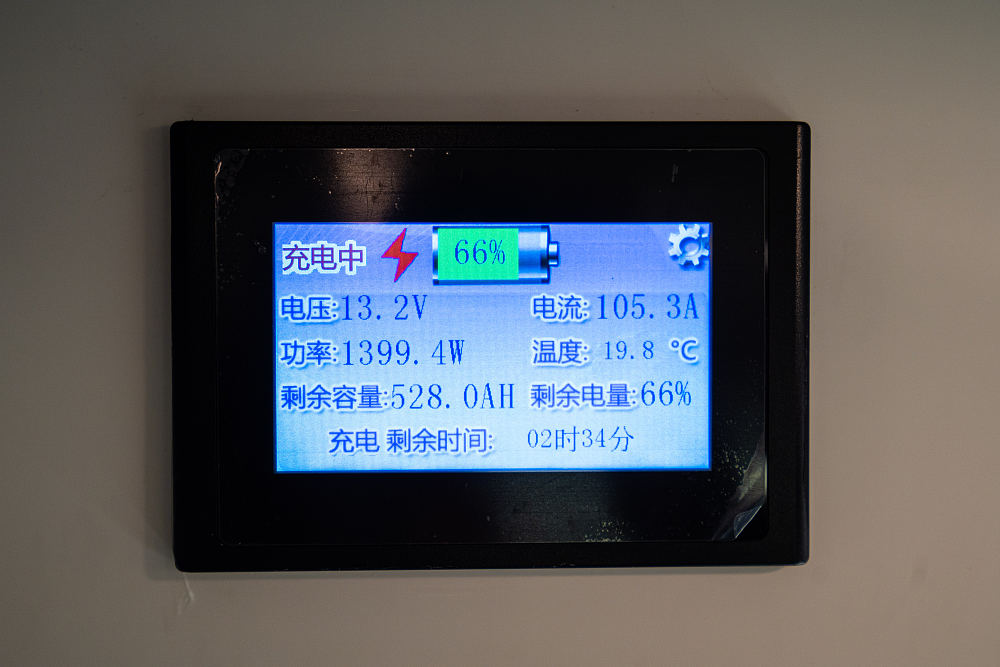 充电中 66%
电压:13.2V 电流:105.3A
功率:1399.4W 温度: 19.8 ℃
剩余容量:528.0AH 剩余电量:66%
充电 剩余时间: 02时34分